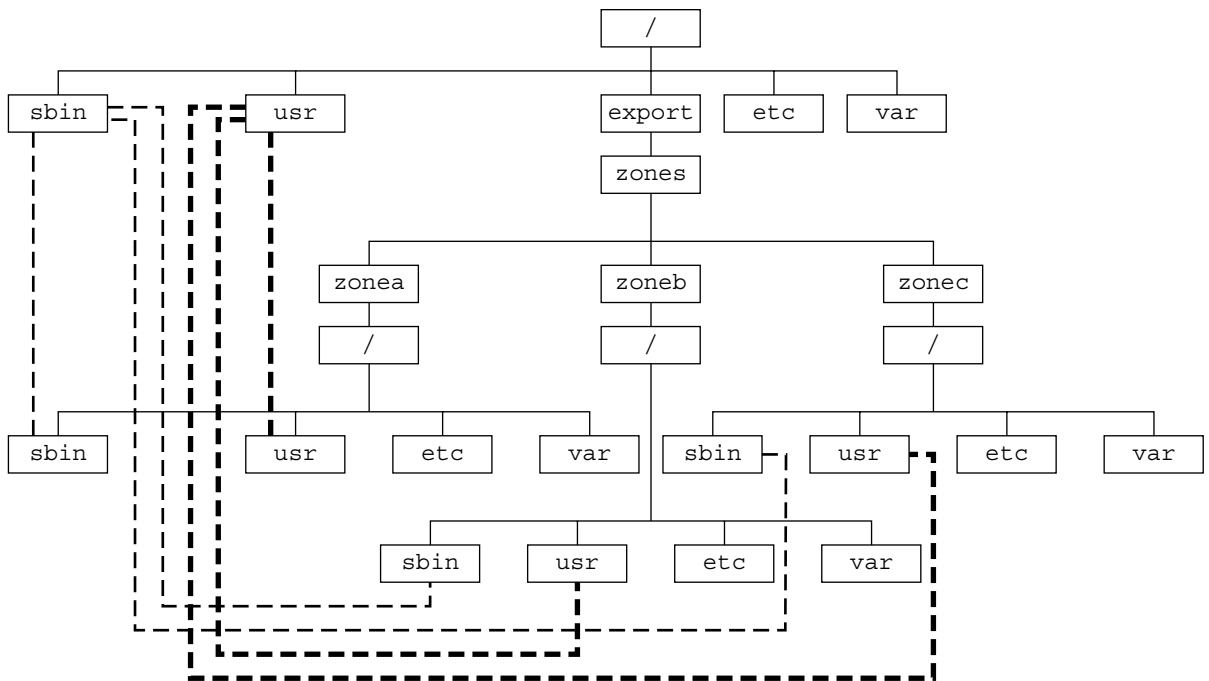 /
sbin usr export etc var
zones
zonea zoneb zonec
/ / /
sbin usr etc var sbin usr etc var
sbin usr etc var